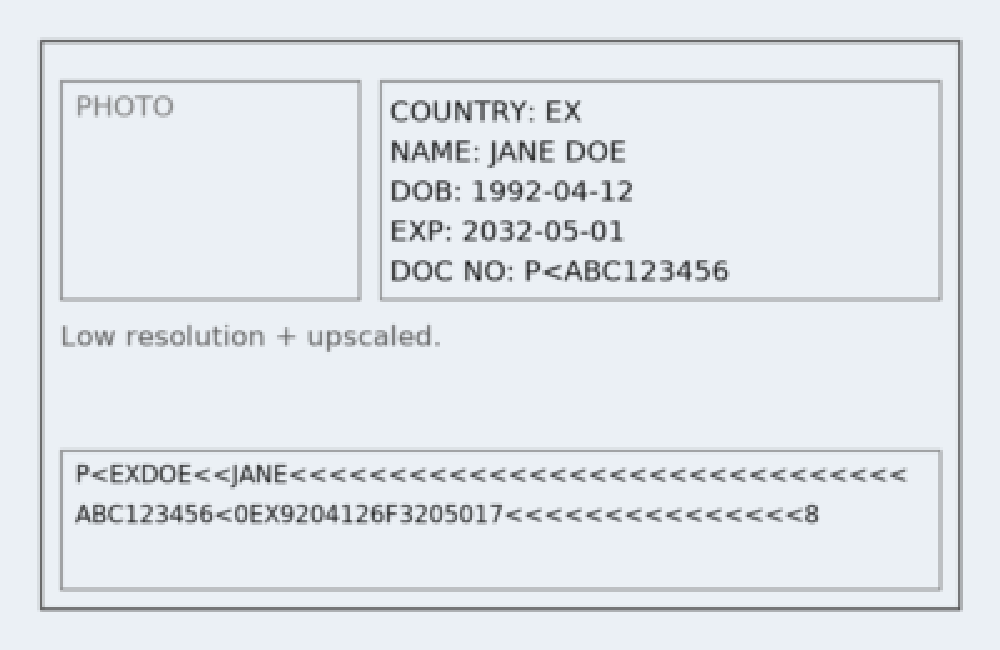 PHOTO
COUNTRY: EX
NAME: JANE DOE
DOB: 1992-04-12
EXP: 2032-05-01
DOC NO: P<ABC123456
Low resolution + upscaled.
P<EXDOE<<JANE<<<<<<<<<<<<<<<<<<<<<<<<<<<<<<<
ABC123456<0EX9204126F3205017<<<<<<<<<<<<<<<8